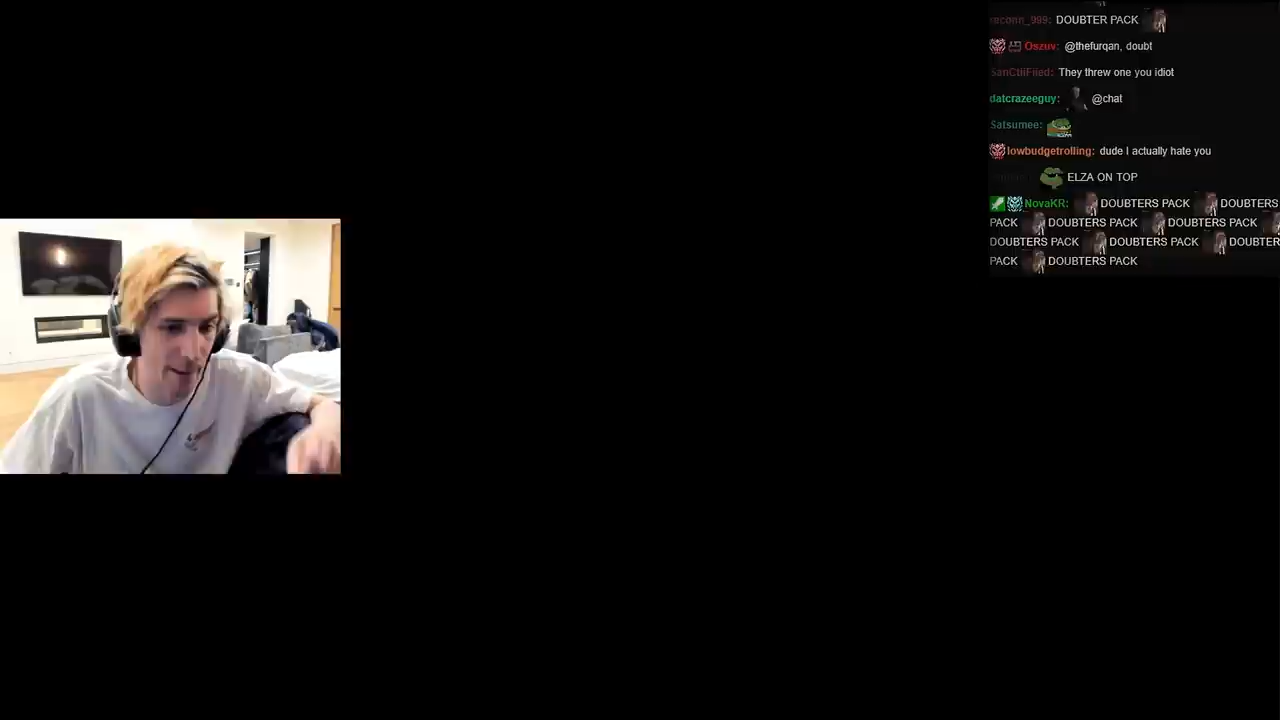 raconn_999: DOUBTER PACK
Oszuv: @thefurqan, doubt
SanCtiiFiied: They threw one you idiot
datcrazeeguy: @chat
Satsumee:
lowbudgetrolling: dude I actually hate you
ELZA ON TOP
NovaKR: DOUBTERS PACK DOUBTERS
PACK DOUBTERS PACK DOUBTERS PACK
DOUBTERS PACK DOUBTERS PACK DOUBTER
PACK DOUBTERS PACK